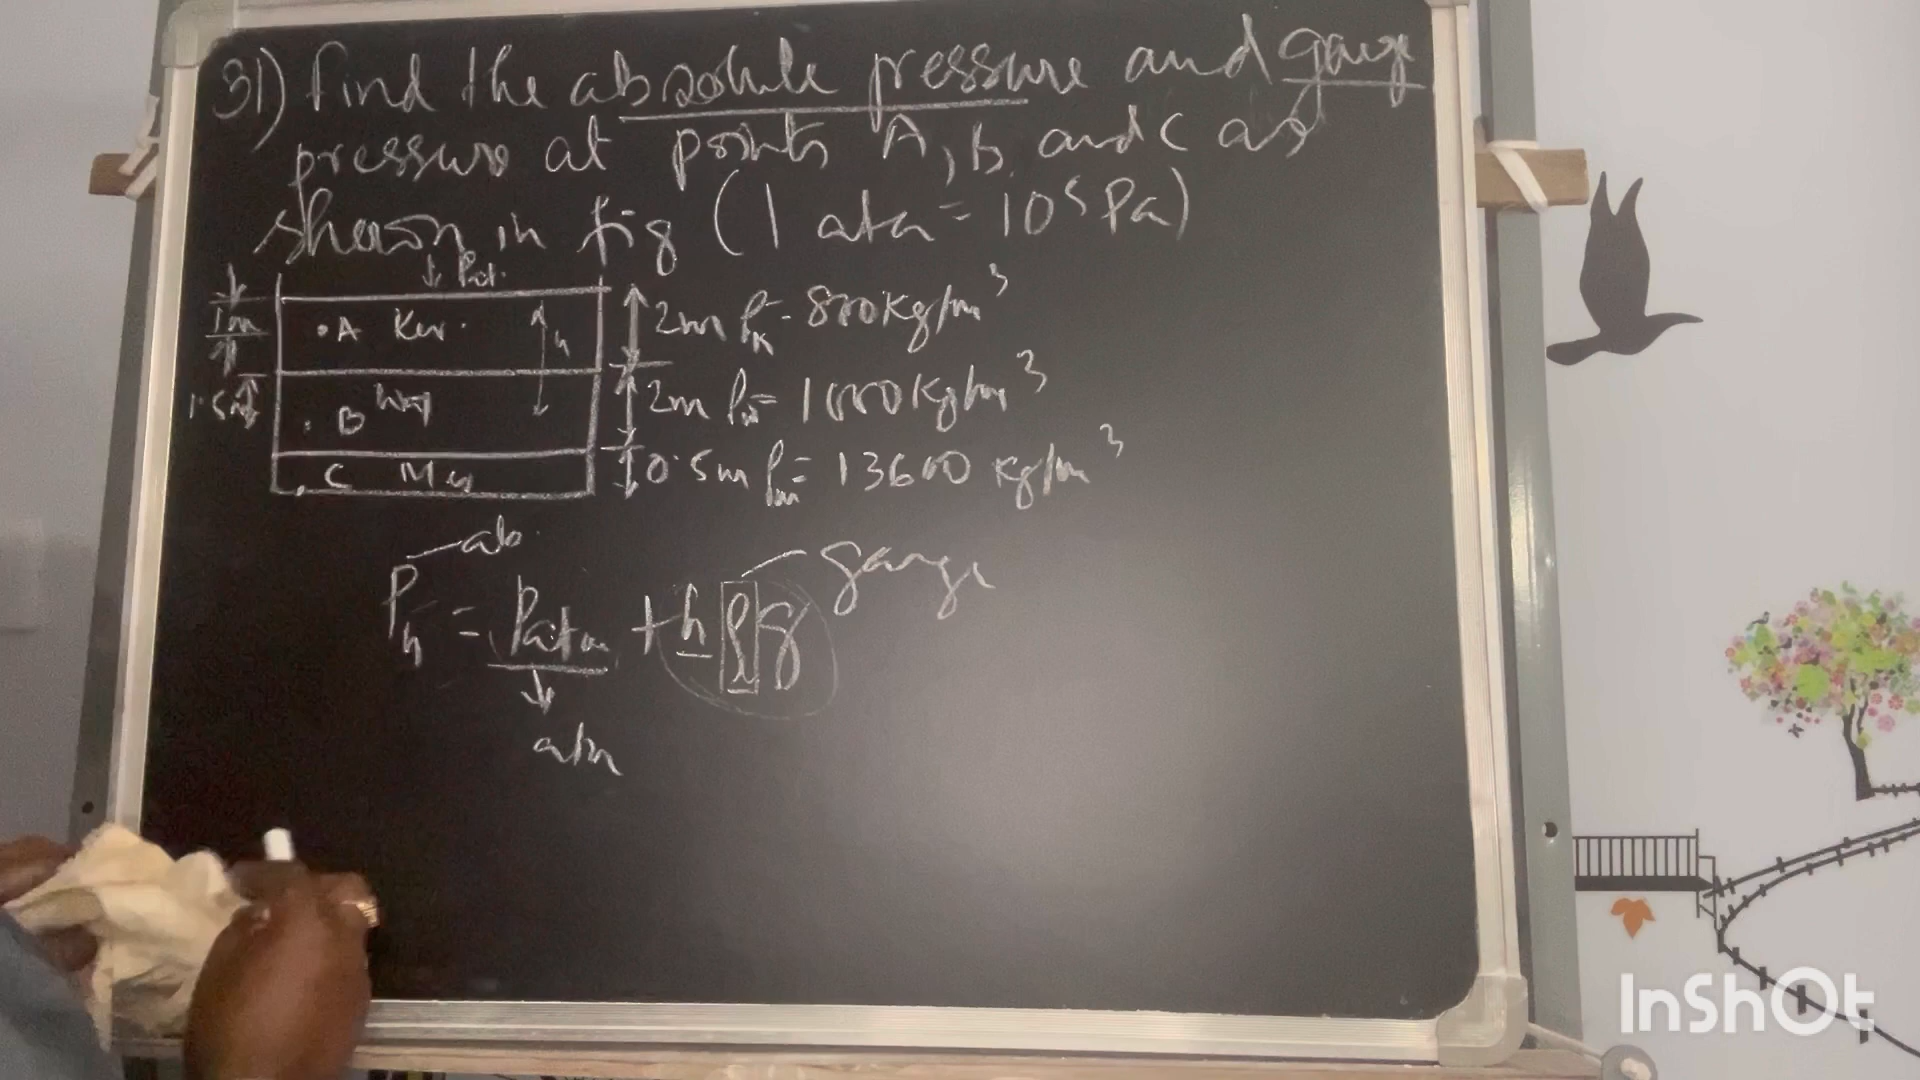 31) Find the absolute pressure and gauge
pressure at points A, B and C as
shown in fig (1 atm = 10⁵ Pa)
↓ Pat.
1m
•A Ker.
h
2m ρk = 800 kg/m³
1.5m
• B Wat
2m ρw = 1000 kg/m³
• C Mer
0.5m ρm = 13600 kg/m³
ab.
gauge
Ph = Patm + hρg
↓
atm
InShOt